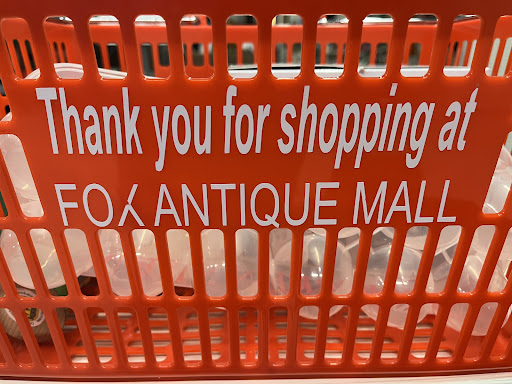 Thank you for shopping at
FOX ANTIQUE MALL